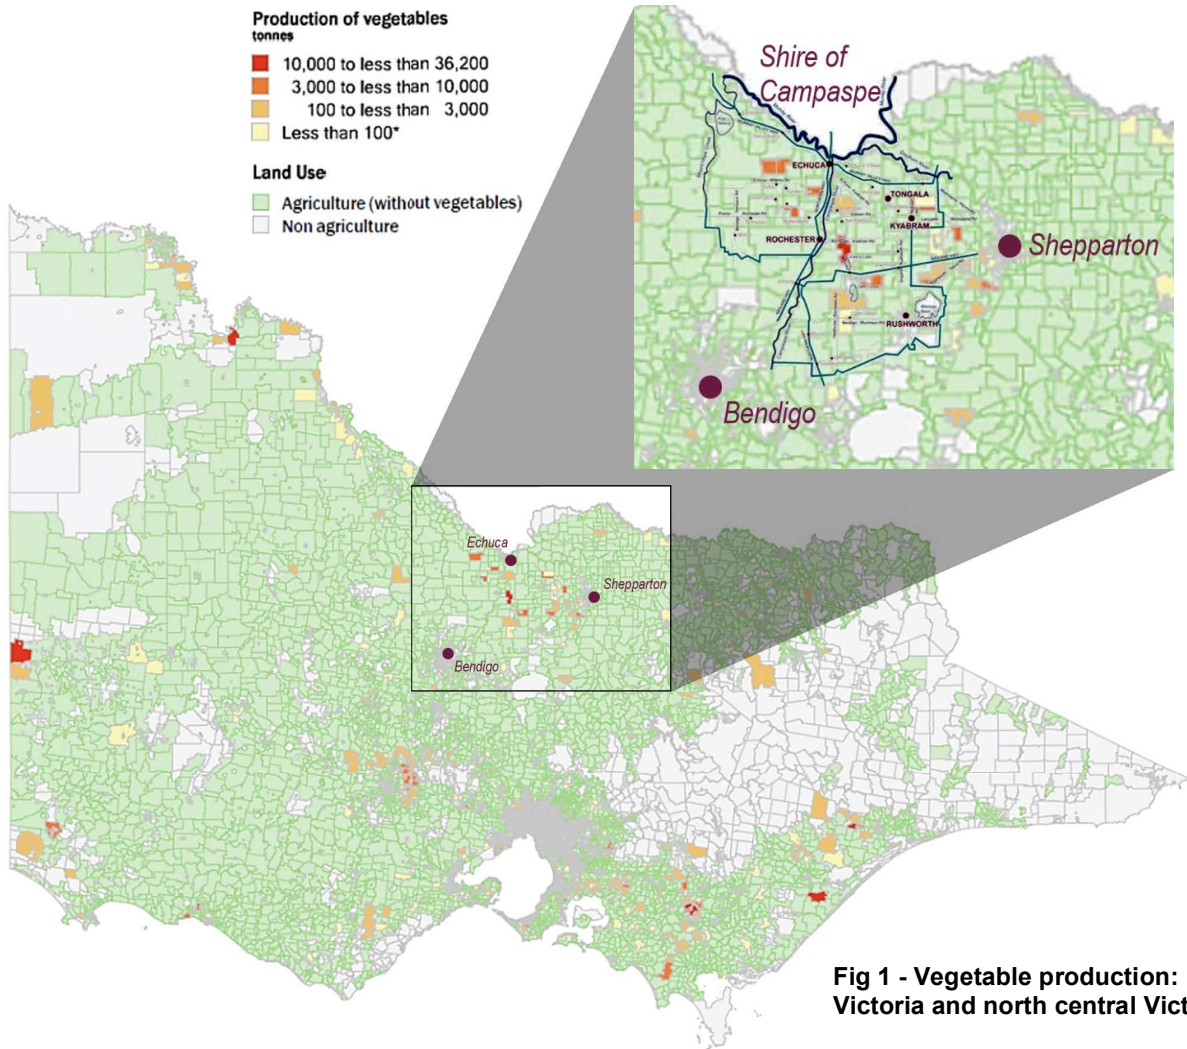 Production of vegetables
tonnes
10,000 to less than 36,200
3,000 to less than 10,000
100 to less than 3,000
Less than 100*
Land Use
Agriculture (without vegetables)
Non agriculture
Shire of
Campaspe
ECHUCA
TONGALA
KYABRAM
ROCHESTER
Shepparton
RUSHWORTH
Bendigo
Echuca
Shepparton
Bendigo
Fig 1 - Vegetable production:
Victoria and north central Vict